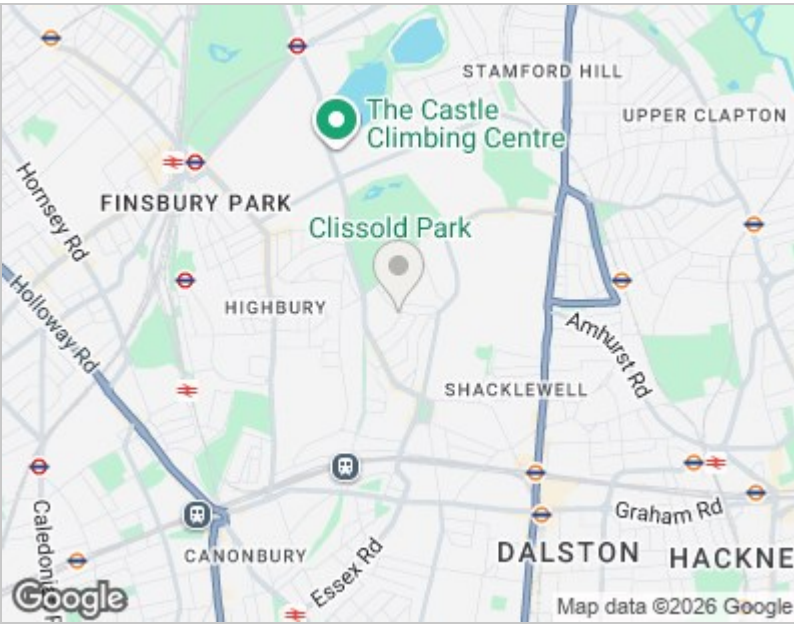 STAMFORD HILL
The Castle
Climbing Centre
UPPER CLAPTON
Hornsey Rd
FINSBURY PARK
Clissold Park
Holloway Rd
HIGHBURY
Amhurst Rd
SHACKLEWELL
Caledonia
Graham Rd
CANONBURY
Essex Rd
DALSTON
HACKNE
Google
Map data ©2026 Google